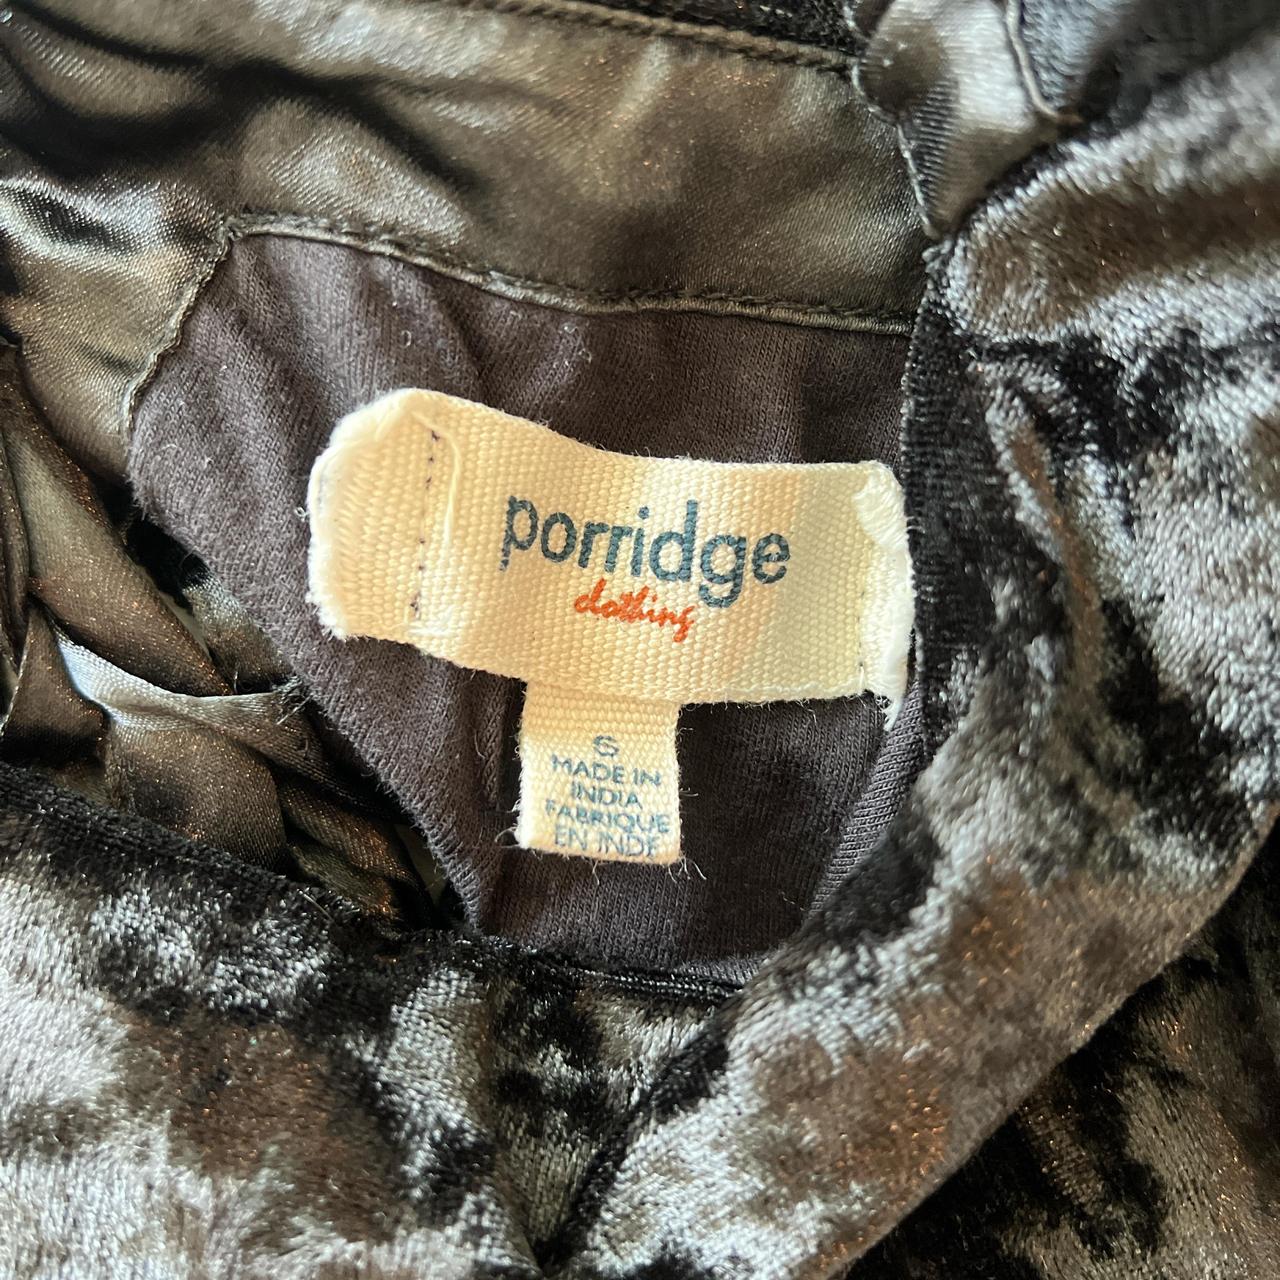 porridge
clothing
S
MADE IN
INDIA
FABRIQUE
EN INDE